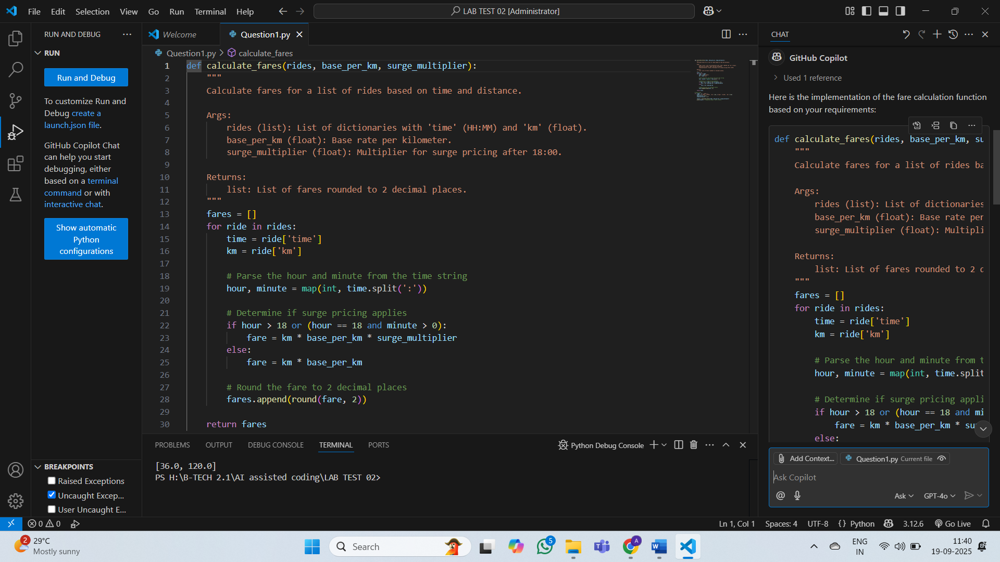 File Edit Selection View Go Run Terminal Help
LAB TEST 02 [Administrator]
RUN AND DEBUG
RUN
Run and Debug
To customize Run and
Debug create a
launch.json file.
GitHub Copilot Chat
can help you start
debugging, either
based on a terminal
command or with
interactive chat.
Show automatic
Python
configurations
BREAKPOINTS
Raised Exceptions
Uncaught Excep...
User Uncaught E...
Welcome
Question1.py
Question1.py > calculate_fares
1 def calculate_fares(rides, base_per_km, surge_multiplier):
2 """
3 Calculate fares for a list of rides based on time and distance.
4
5 Args:
6 rides (list): List of dictionaries with 'time' (HH:MM) and 'km' (float).
7 base_per_km (float): Base rate per kilometer.
8 surge_multiplier (float): Multiplier for surge pricing after 18:00.
9
10 Returns:
11 list: List of fares rounded to 2 decimal places.
12 """
13 fares = []
14 for ride in rides:
15 time = ride['time']
16 km = ride['km']
17
18 # Parse the hour and minute from the time string
19 hour, minute = map(int, time.split(':'))
20
21 # Determine if surge pricing applies
22 if hour > 18 or (hour == 18 and minute > 0):
23 fare = km * base_per_km * surge_multiplier
24 else:
25 fare = km * base_per_km
26
27 # Round the fare to 2 decimal places
28 fares.append(round(fare, 2))
29
30 return fares
PROBLEMS OUTPUT DEBUG CONSOLE TERMINAL PORTS
Python Debug Console
[36.0, 120.0]
PS H:\B-TECH 2.1\AI assisted coding\LAB TEST 02>
CHAT
GitHub Copilot
> Used 1 reference
Here is the implementation of the fare calculation function
based on your requirements:
def calculate_fares(rides, base_per_km, su
"""
Calculate fares for a list of rides ba
Args:
rides (list): List of dictionaries
base_per_km (float): Base rate per
surge_multiplier (float): Multipli
Returns:
list: List of fares rounded to 2 d
"""
fares = []
for ride in rides:
time = ride['time']
km = ride['km']
# Parse the hour and minute from t
hour, minute = map(int, time.split
# Determine if surge pricing appli
if hour > 18 or (hour == 18 and mi
fare = km * base_per_km * su
else:
Add Context...
Question1.py Current file
Ask Copilot
@ Ask GPT-4o
0 0
Ln 1, Col 1 Spaces: 4 UTF-8 {} Python 3.12.6 Go Live
2
29°C
Mostly sunny
Search
5
A
ENG
IN
11:40
19-09-2025